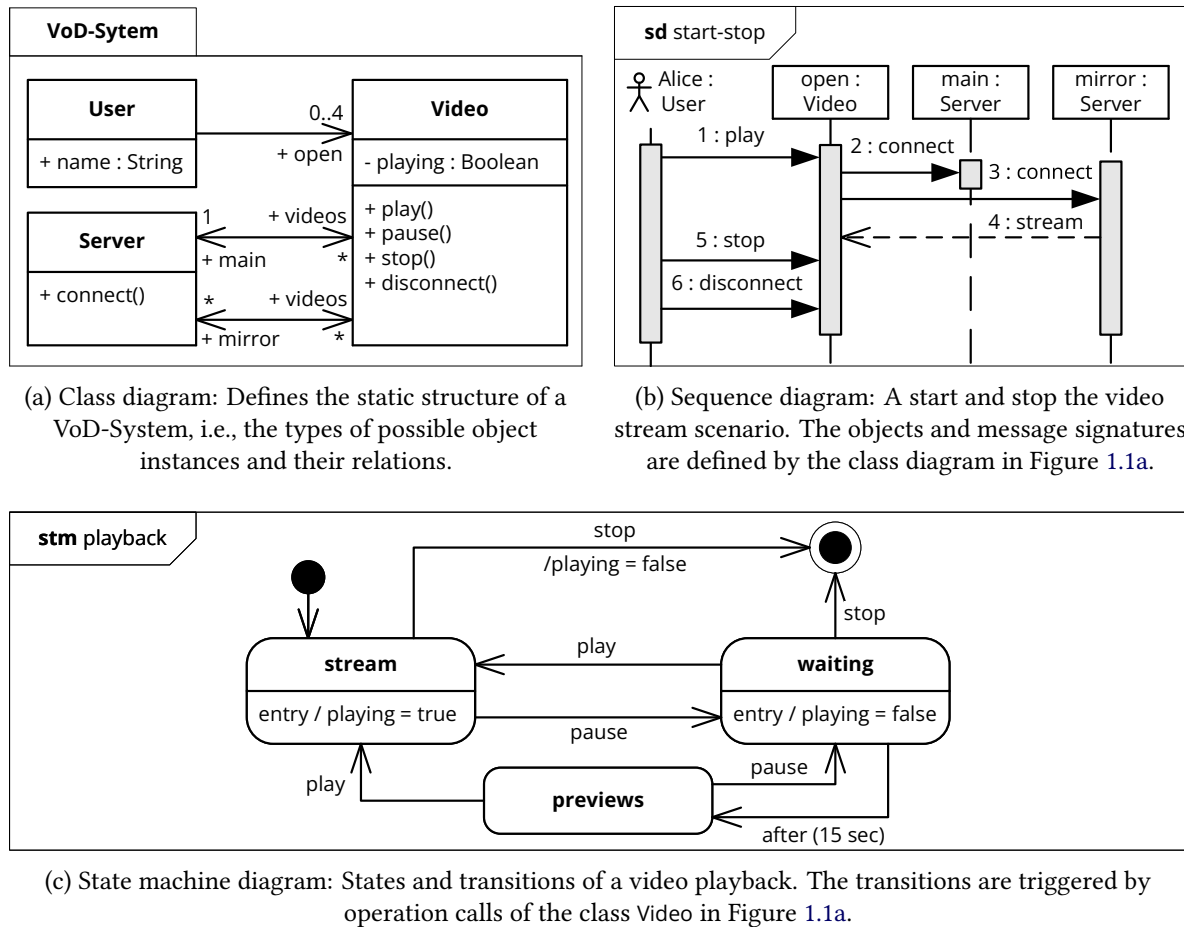 VoD-Sytem
User
+ name : String
0..4
+ open
Video
- playing : Boolean
+ play()
+ pause()
+ stop()
+ disconnect()
Server
+ connect()
1
+ videos
+ main
*
*
+ videos
+ mirror
*
sd start-stop
Alice :
User
open :
Video
main :
Server
mirror :
Server
1 : play
2 : connect
3 : connect
4 : stream
5 : stop
6 : disconnect
(a) Class diagram: Defines the static structure of a
VoD-System, i.e., the types of possible object
instances and their relations.
(b) Sequence diagram: A start and stop the video
stream scenario. The objects and message signatures
are defined by the class diagram in Figure 1.1a.
stm playback
stop
/playing = false
stop
stream
entry / playing = true
play
pause
waiting
entry / playing = false
play
previews
pause
after (15 sec)
(c) State machine diagram: States and transitions of a video playback. The transitions are triggered by
operation calls of the class Video in Figure 1.1a.